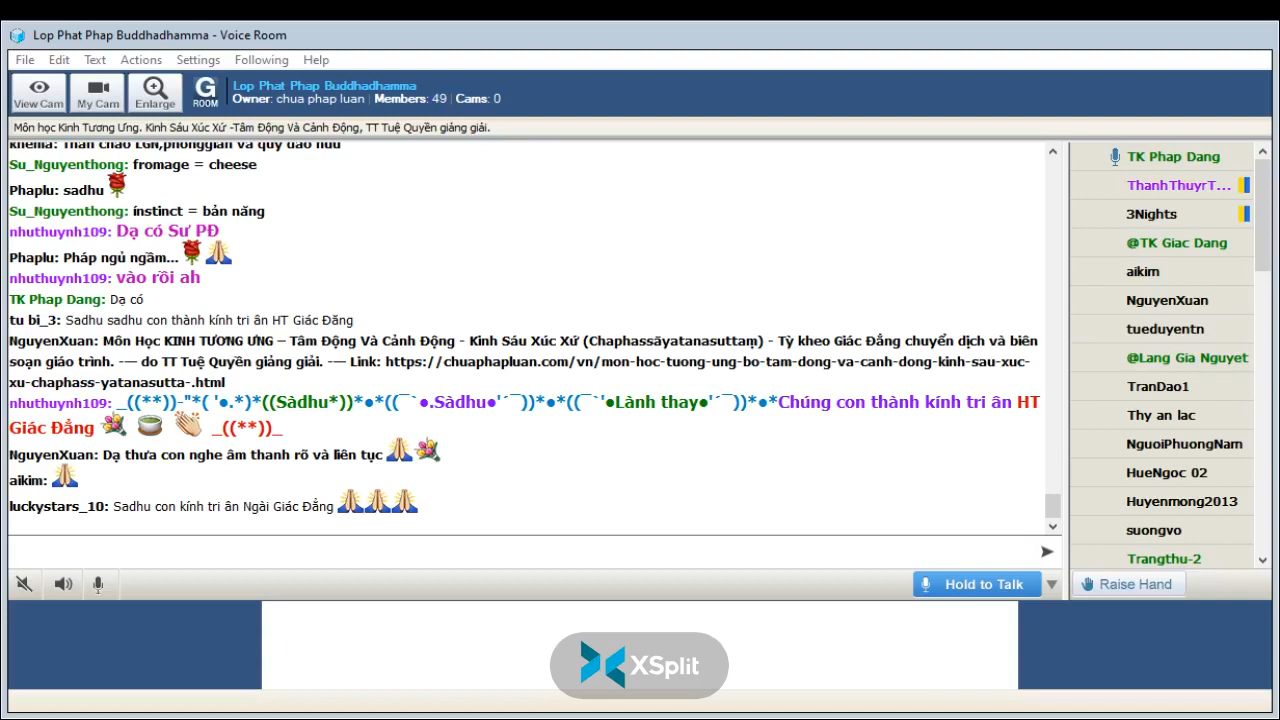 Lop Phat Phap Buddhadhamma - Voice Room
File Edit Text Actions Settings Following Help
View Cam My Cam Enlarge G ROOM
Lop Phat Phap Buddhadhamma
Owner: chua phap luan | Members: 49 | Cams: 0
Môn học Kinh Tương Ưng. Kinh Sáu Xúc Xứ -Tâm Động Và Cảnh Động, TT Tuệ Quyền giảng giải.
Su_Nguyenthong: fromage = cheese
Phaplu: sadhu
Su_Nguyenthong: ínstinct = bản năng
nhuthuynh109: Dạ có Sư PĐ
Phaplu: Pháp ngủ ngầm...
nhuthuynh109: vào rồi ah
TK Phap Dang: Dạ có
tu bi_3: Sadhu sadhu con thành kính tri ân HT Giác Đăng
NguyenXuan: Môn Học KINH TƯƠNG ƯNG – Tâm Động Và Cảnh Động - Kinh Sáu Xúc Xứ (Chaphassāyatanasuttaṃ) - Tỳ kheo Giác Đẳng chuyển dịch và biên
soạn giáo trình. -— do TT Tuệ Quyền giảng giải. -— Link: https://chuaphapluan.com/vn/mon-hoc-tuong-ung-bo-tam-dong-va-canh-dong-kinh-sau-xuc-
xu-chaphass-yatanasutta-.html
nhuthuynh109: _((**))-"*( '●.*)*((Sàdhu*))*●*((¯`●.Sàdhu●'´¯))*●*((¯`'●Lành thay●'´¯))*●*Chúng con thành kính tri ân HT
Giác Đẳng _((**))_
NguyenXuan: Dạ thưa con nghe âm thanh rõ và liên tục
aikim:
luckystars_10: Sadhu con kính tri ân Ngài Giác Đẳng
Hold to Talk
TK Phap Dang
ThanhThuyrT...
3Nights
@TK Giac Dang
aikim
NguyenXuan
tueduyentn
@Lang Gia Nguyet
TranDao1
Thy an lac
NguoiPhuongNam
HueNgoc 02
Huyenmong2013
suongvo
Trangthu-2
Raise Hand
XSplit